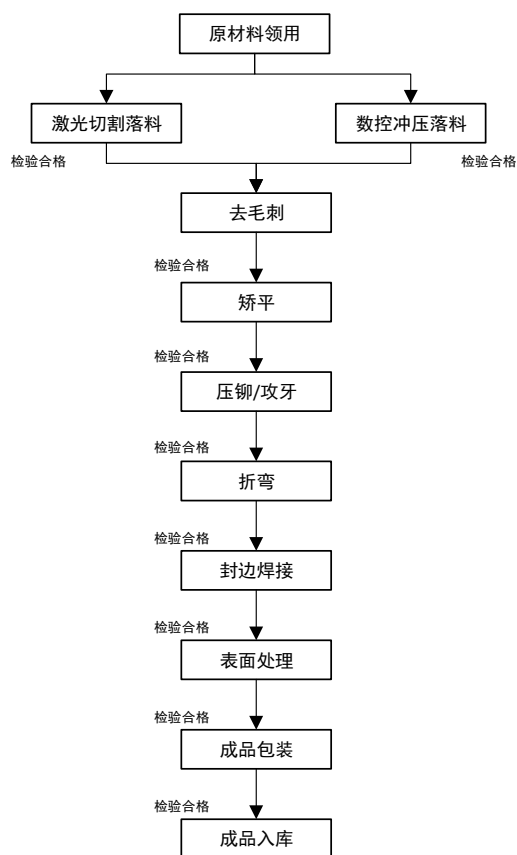 原材料领用
激光切割落料
数控冲压落料
检验合格
检验合格
去毛刺
检验合格
矫平
检验合格
压铆/攻牙
检验合格
折弯
检验合格
封边焊接
检验合格
表面处理
检验合格
成品包装
检验合格
成品入库